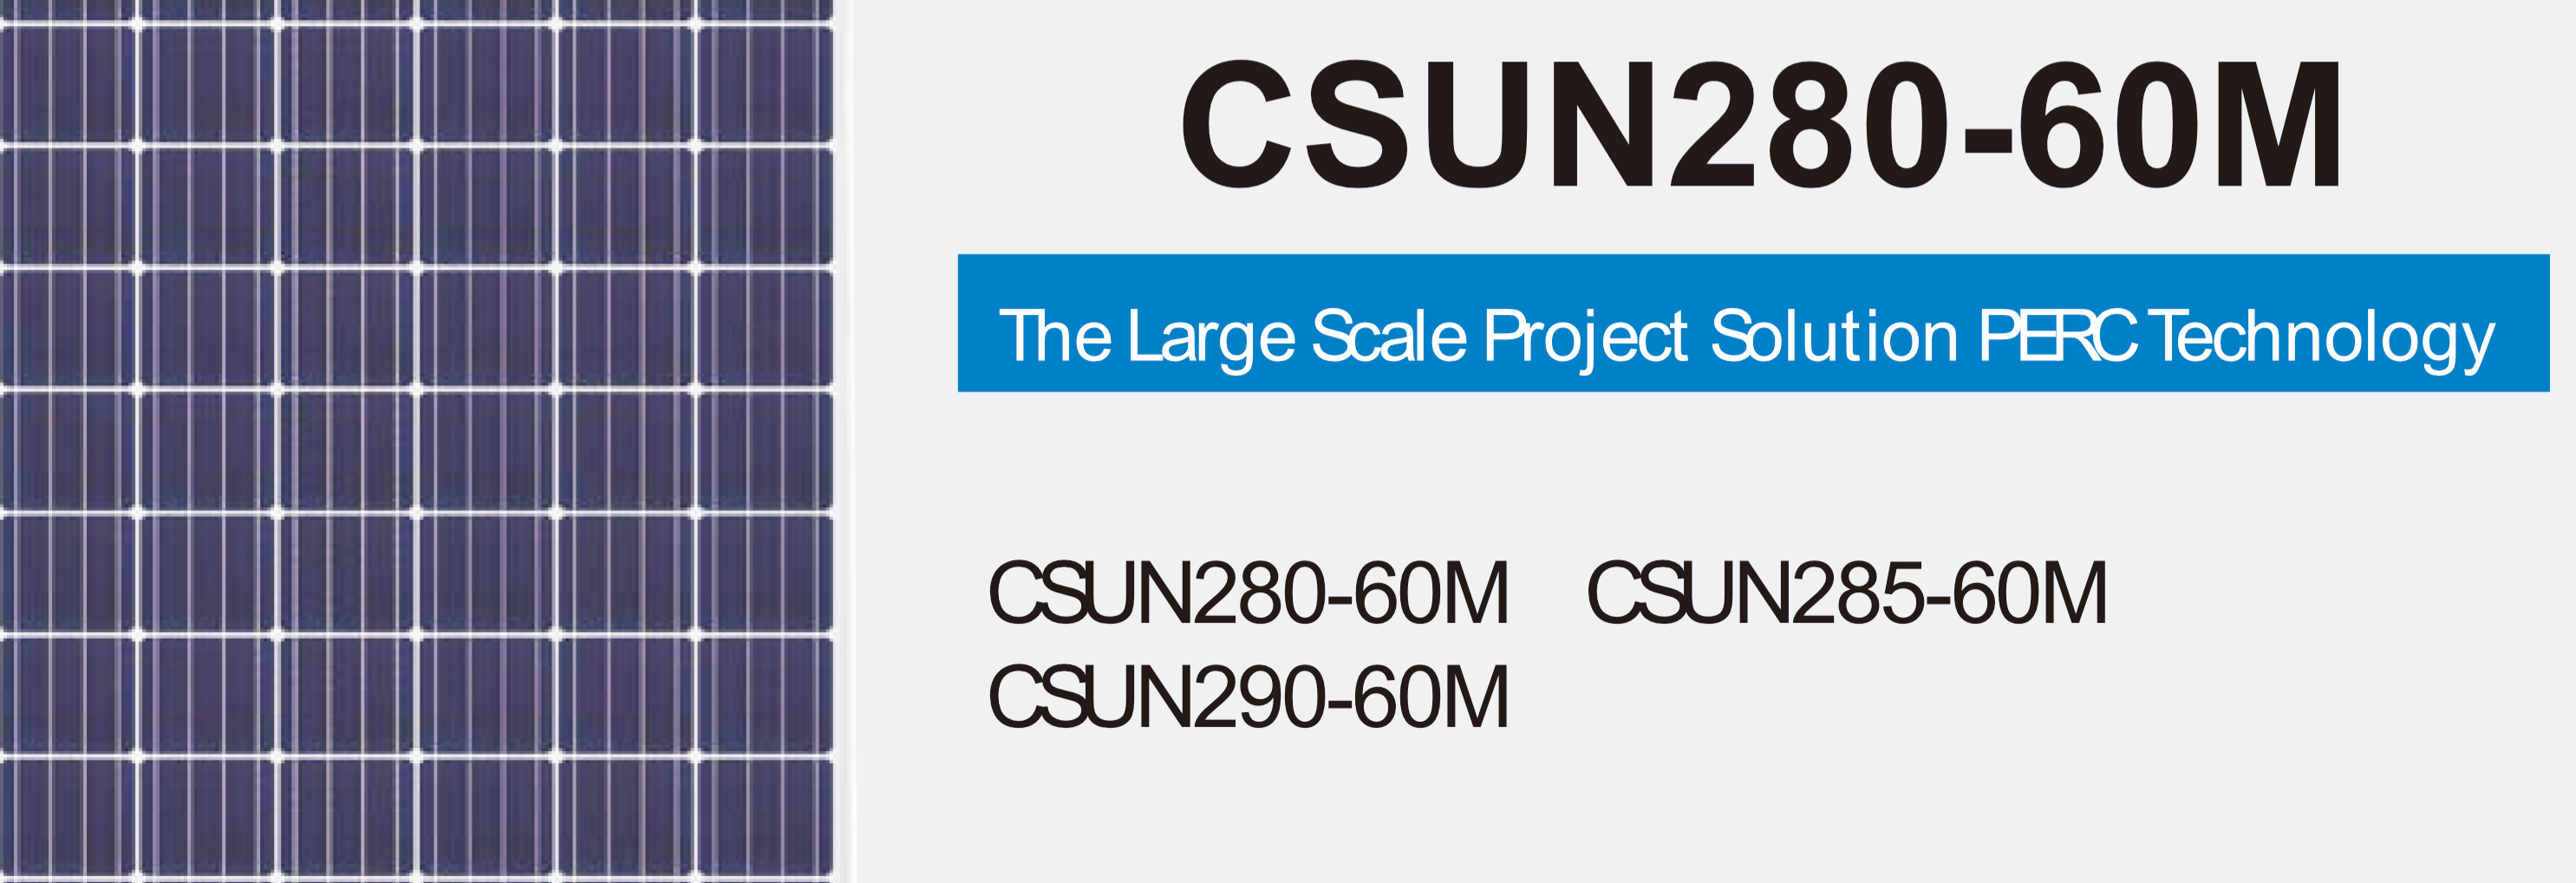 CSUN280-60M
The Large Scale Project Solution PERC Technology
CSUN280-60M CSUN285-60M
CSUN290-60M